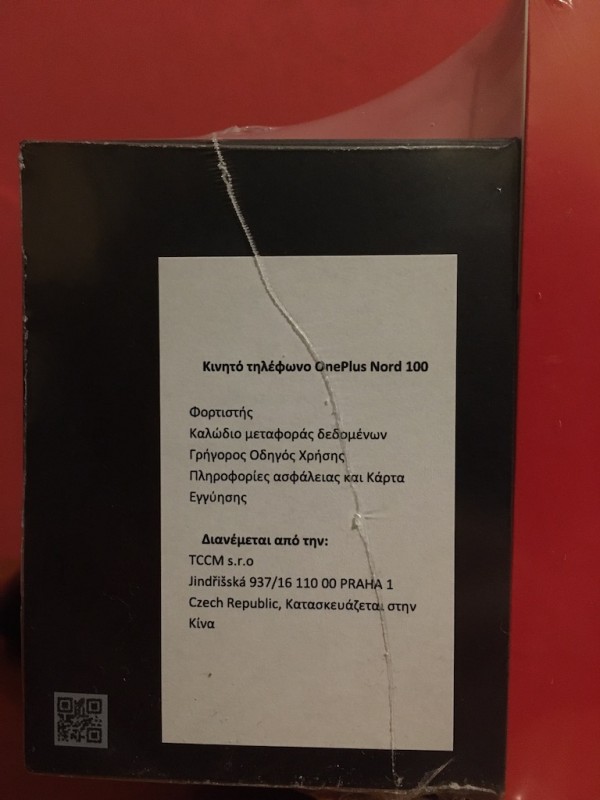 Κινητό τηλέφωνο OnePlus Nord 100
Φορτιστής
Καλώδιο μεταφοράς δεδομένων
Γρήγορος Οδηγός Χρήσης
Πληροφορίες ασφάλειας και Κάρτα
Εγγύησης
Διανέμεται από την:
TCCM s.r.o
Jindřišská 937/16 110 00 PRAHA 1
Czech Republic, Κατασκευάζεται στην
Κίνα